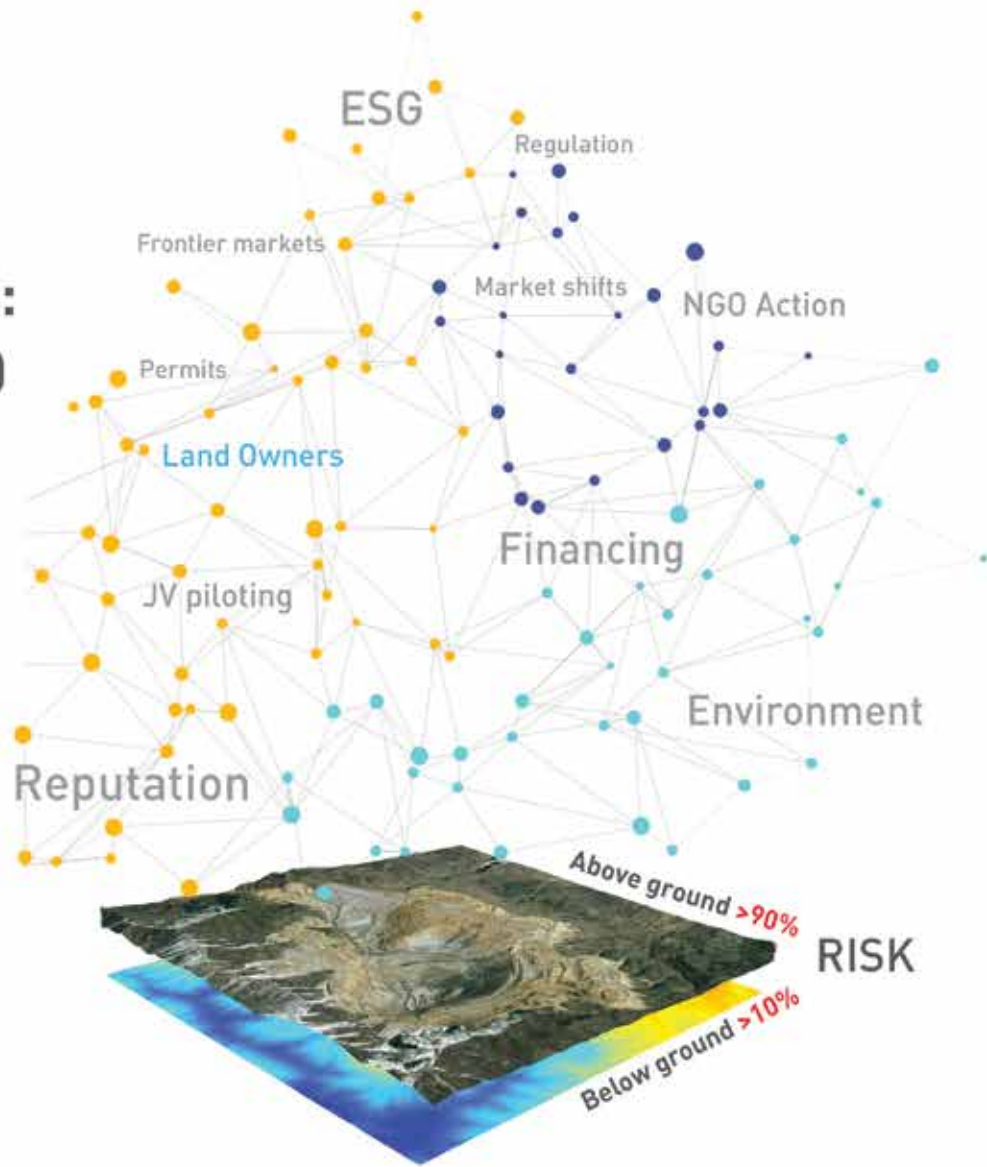 ESG
Regulation
Frontier markets
Market shifts
NGO Action
:
Permits
Land Owners
Financing
JV piloting
Environment
Reputation
Above ground >90%
RISK
Below ground >10%